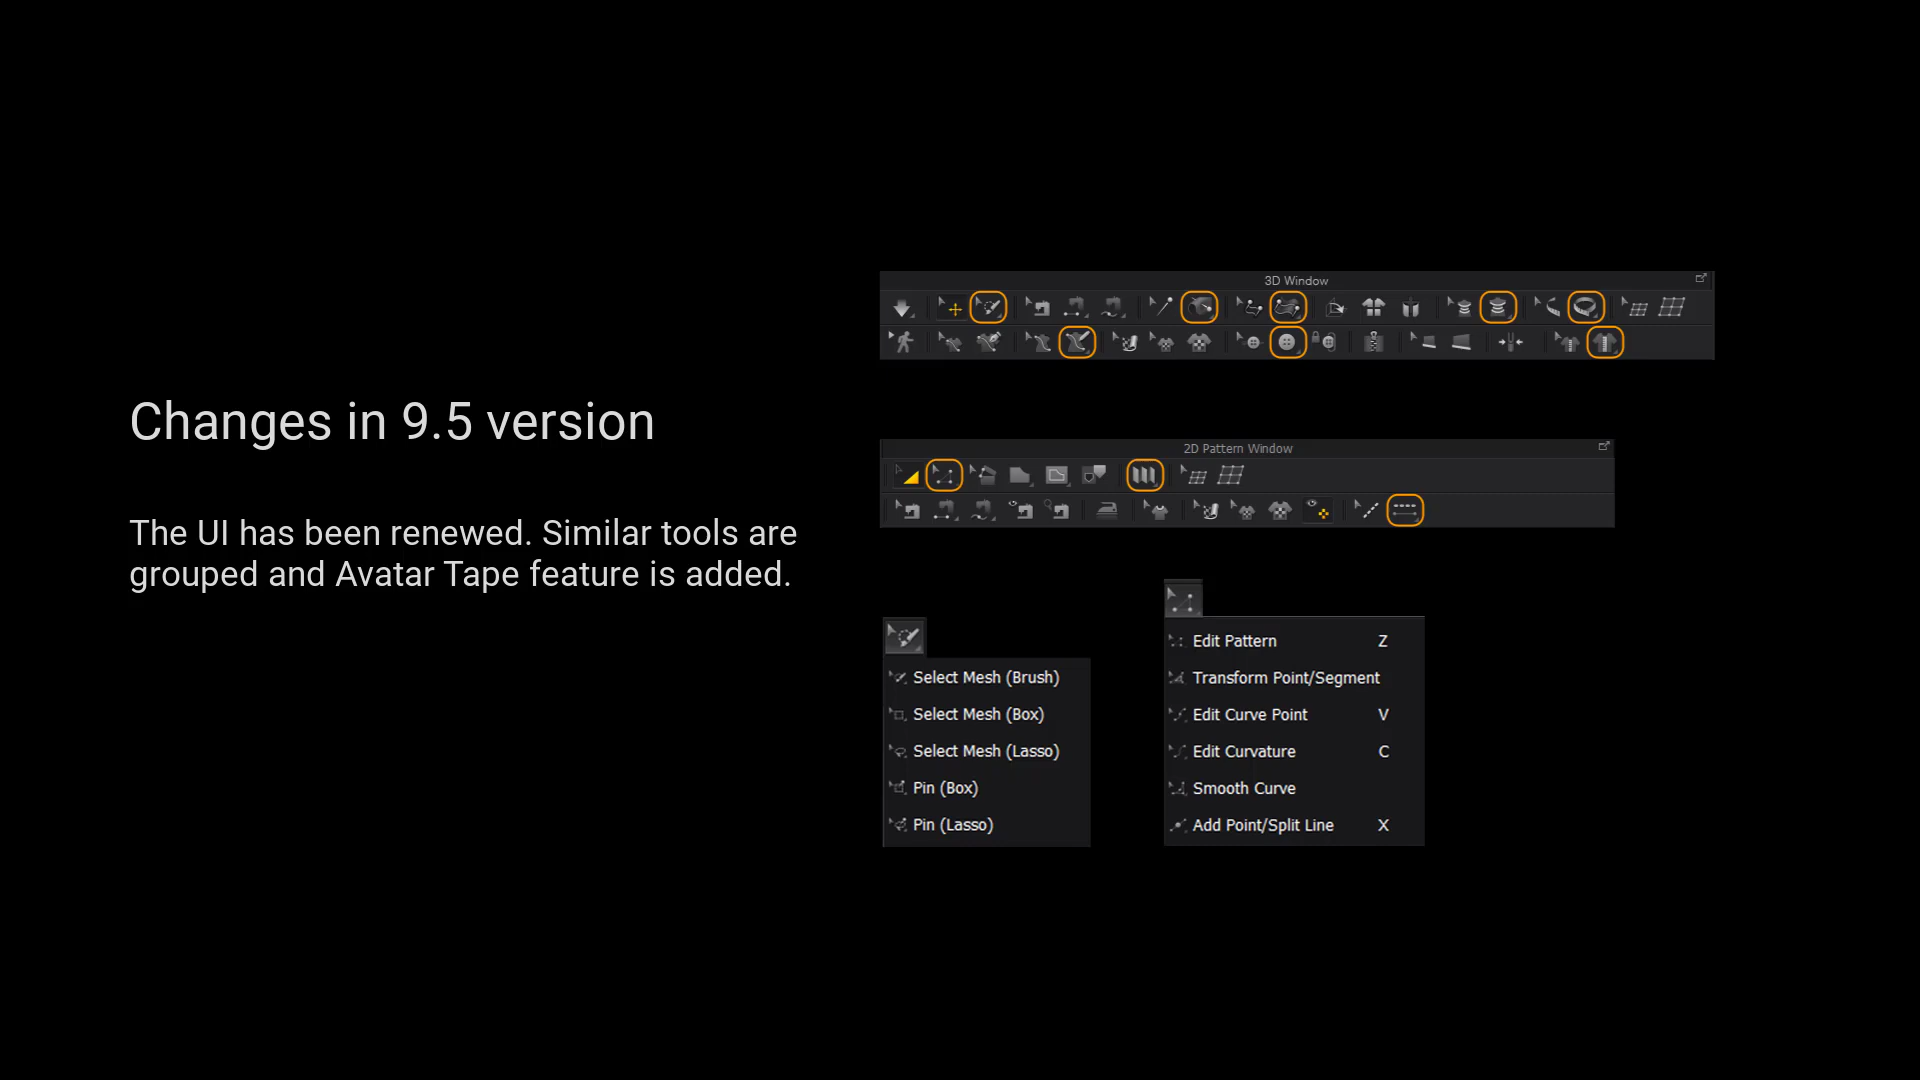 Changes in 9.5 version
The UI has been renewed. Similar tools are
grouped and Avatar Tape feature is added.
3D Window
2D Pattern Window
Select Mesh (Brush)
Select Mesh (Box)
Select Mesh (Lasso)
Pin (Box)
Pin (Lasso)
Edit Pattern Z
Transform Point/Segment
Edit Curve Point V
Edit Curvature C
Smooth Curve
Add Point/Split Line X